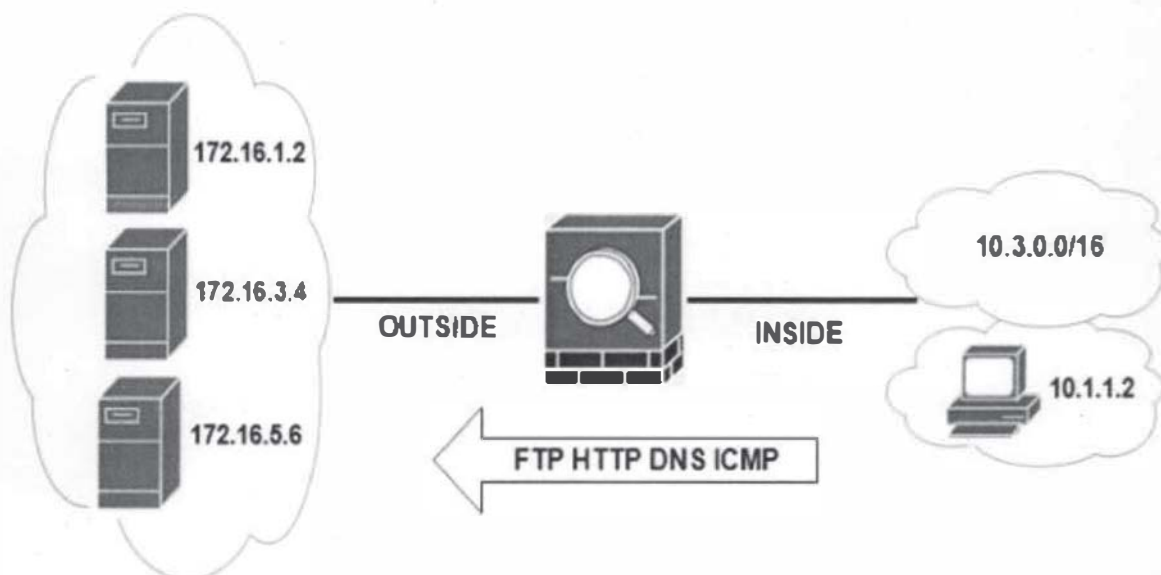 172.16.1.2
172.16.3.4
172.16.5.6
OUTSIDE
INSIDE
10.3.0.0/16
10.1.1.2
FTP HTTP DNS ICMP